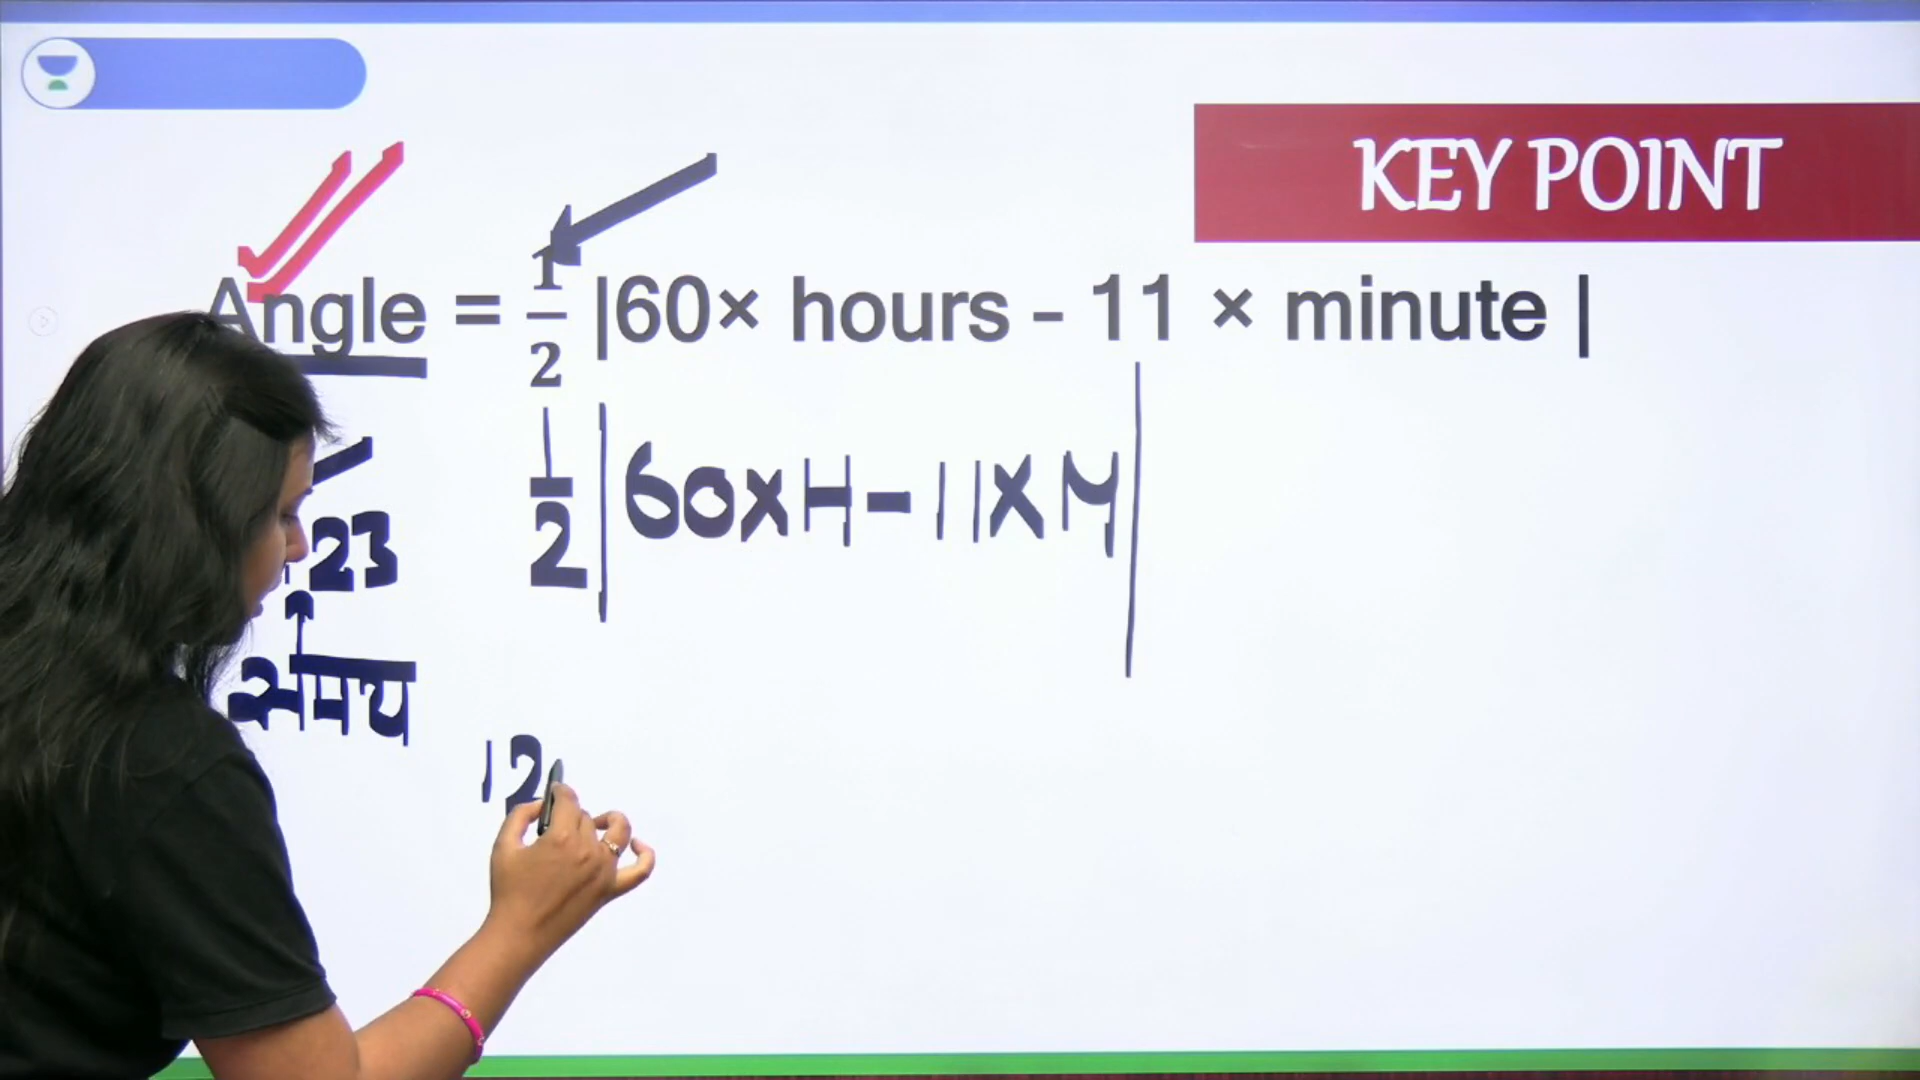 KEY POINT
Angle = 1/2 |60× hours - 11 × minute |
1/2 |60×H-11×M|
23
समय
12